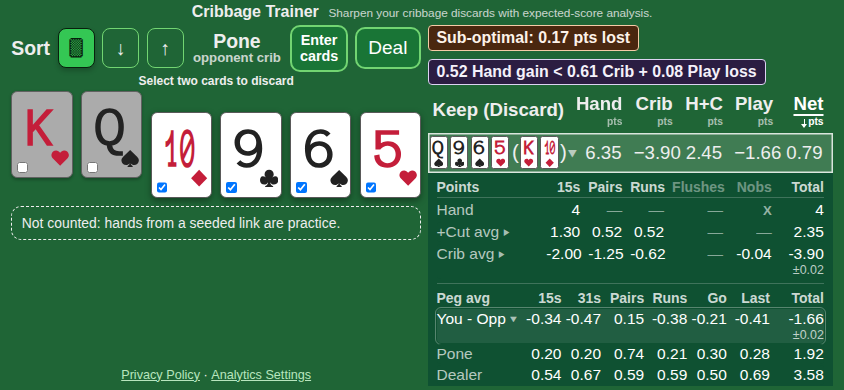 Cribbage Trainer Sharpen your cribbage discards with expected-score analysis.
Sort ↓ ↑ Pone opponent crib Enter cards Deal
Select two cards to discard
K Q 10 9 6 5
Not counted: hands from a seeded link are practice.
Privacy Policy · Analytics Settings
Sub-optimal: 0.17 pts lost
0.52 Hand gain < 0.61 Crib + 0.08 Play loss
Keep (Discard) Hand pts Crib pts H+C pts Play pts Net ↓pts
Q♠ 9♣ 6♠ 5♥ (K♥ 10♦)▾ 6.35 −3.90 2.45 −1.66 0.79
Points 15s Pairs Runs Flushes Nobs Total
Hand 4 — — — x 4
+Cut avg ▸ 1.30 0.52 0.52 — — 2.35
Crib avg ▸ -2.00 -1.25 -0.62 — -0.04 -3.90
±0.02
Peg avg 15s 31s Pairs Runs Go Last Total
You - Opp ▾ -0.34 -0.47 0.15 -0.38 -0.21 -0.41 -1.66
±0.02
Pone 0.20 0.20 0.74 0.21 0.30 0.28 1.92
Dealer 0.54 0.67 0.59 0.59 0.50 0.69 3.58